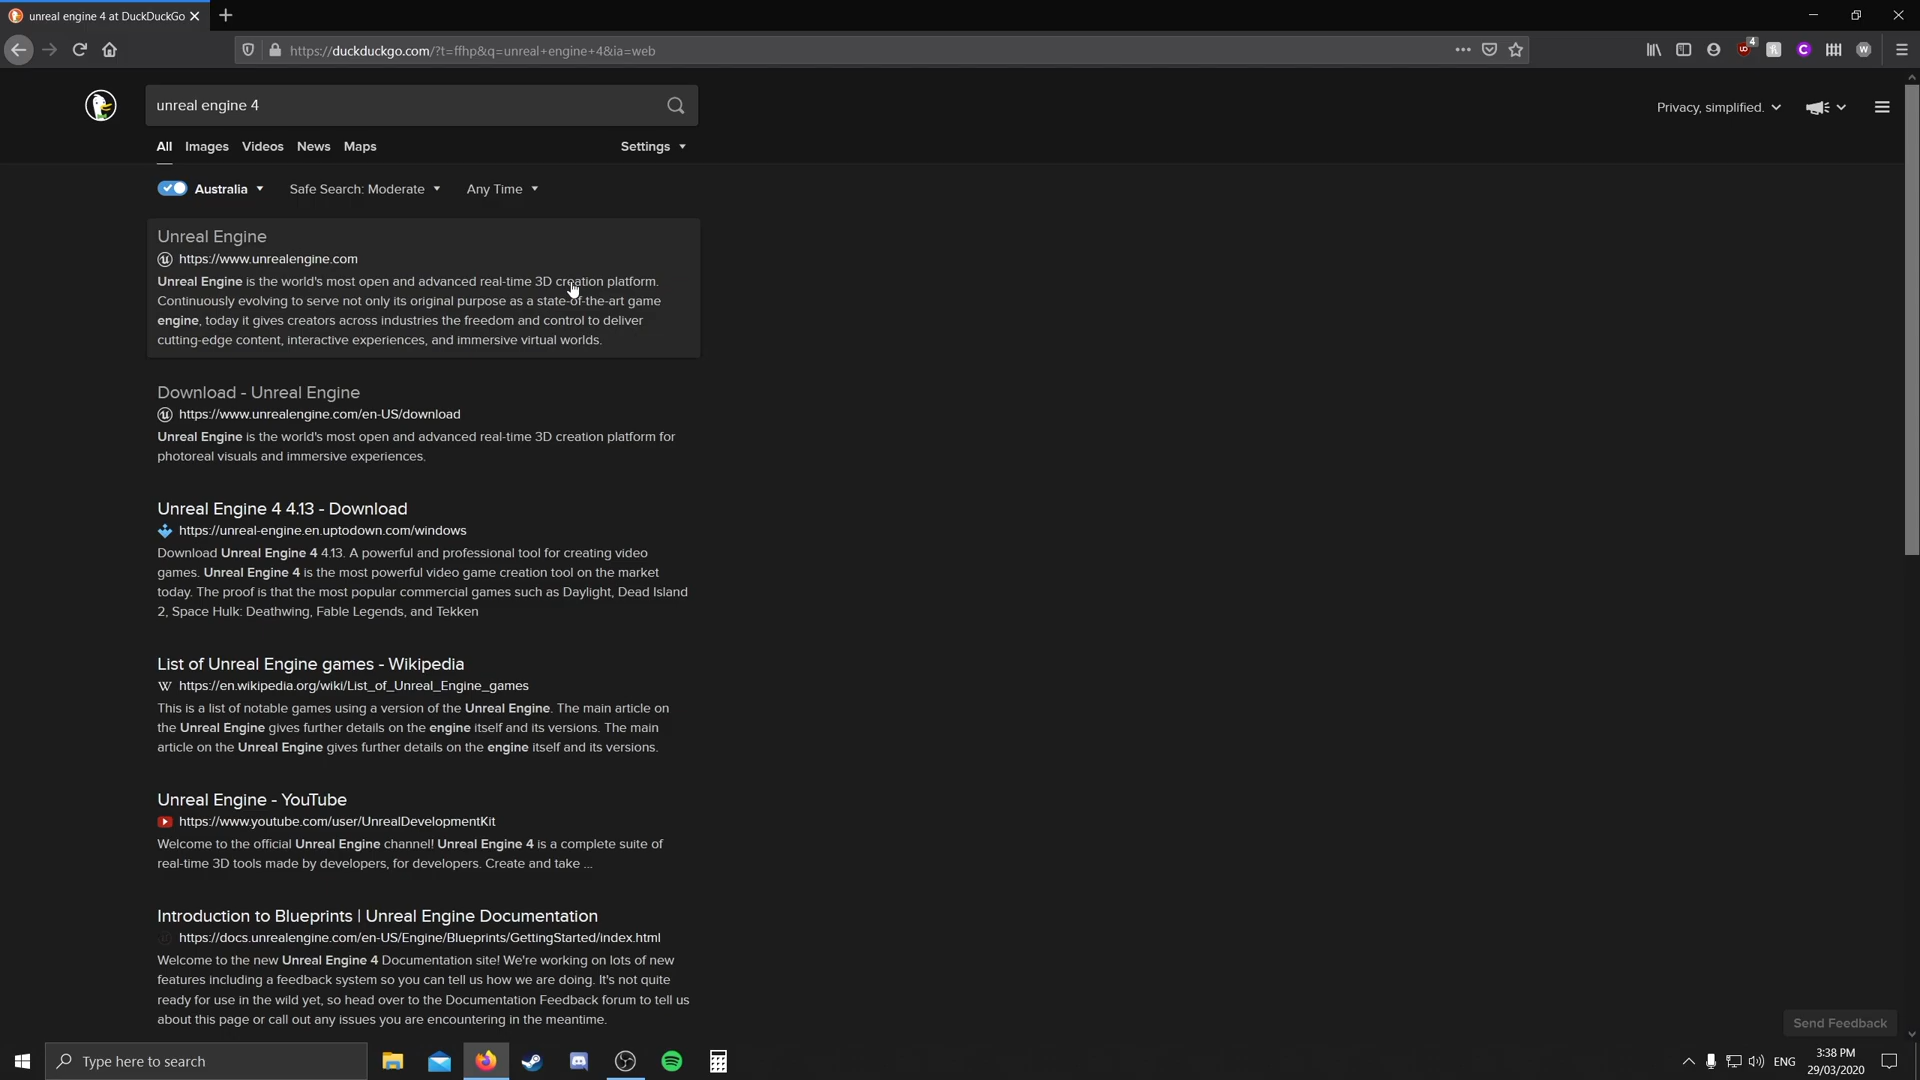 unreal engine 4 at DuckDuckGo
https://duckduckgo.com/?t=ffhp&q=unreal+engine+4&ia=web
4
unreal engine 4
Privacy, simplified.
All Images Videos News Maps Settings
Australia Safe Search: Moderate Any Time
Unreal Engine
https://www.unrealengine.com
Unreal Engine is the world's most open and advanced real-time 3D creation platform.
Continuously evolving to serve not only its original purpose as a state-of-the-art game
engine, today it gives creators across industries the freedom and control to deliver
cutting-edge content, interactive experiences, and immersive virtual worlds.
Download - Unreal Engine
https://www.unrealengine.com/en-US/download
Unreal Engine is the world's most open and advanced real-time 3D creation platform for
photoreal visuals and immersive experiences.
Unreal Engine 4 4.13 - Download
https://unreal-engine.en.uptodown.com/windows
Download Unreal Engine 4 4.13. A powerful and professional tool for creating video
games. Unreal Engine 4 is the most powerful video game creation tool on the market
today. The proof is that the most popular commercial games such as Daylight, Dead Island
2, Space Hulk: Deathwing, Fable Legends, and Tekken
List of Unreal Engine games - Wikipedia
W https://en.wikipedia.org/wiki/List_of_Unreal_Engine_games
This is a list of notable games using a version of the Unreal Engine. The main article on
the Unreal Engine gives further details on the engine itself and its versions. The main
article on the Unreal Engine gives further details on the engine itself and its versions.
Unreal Engine - YouTube
https://www.youtube.com/user/UnrealDevelopmentKit
Welcome to the official Unreal Engine channel! Unreal Engine 4 is a complete suite of
real-time 3D tools made by developers, for developers. Create and take ...
Introduction to Blueprints | Unreal Engine Documentation
https://docs.unrealengine.com/en-US/Engine/Blueprints/GettingStarted/index.html
Welcome to the new Unreal Engine 4 Documentation site! We're working on lots of new
features including a feedback system so you can tell us how we are doing. It's not quite
ready for use in the wild yet, so head over to the Documentation Feedback forum to tell us
about this page or call out any issues you are encountering in the meantime.
Send Feedback
Type here to search
ENG
3:38 PM
29/03/2020